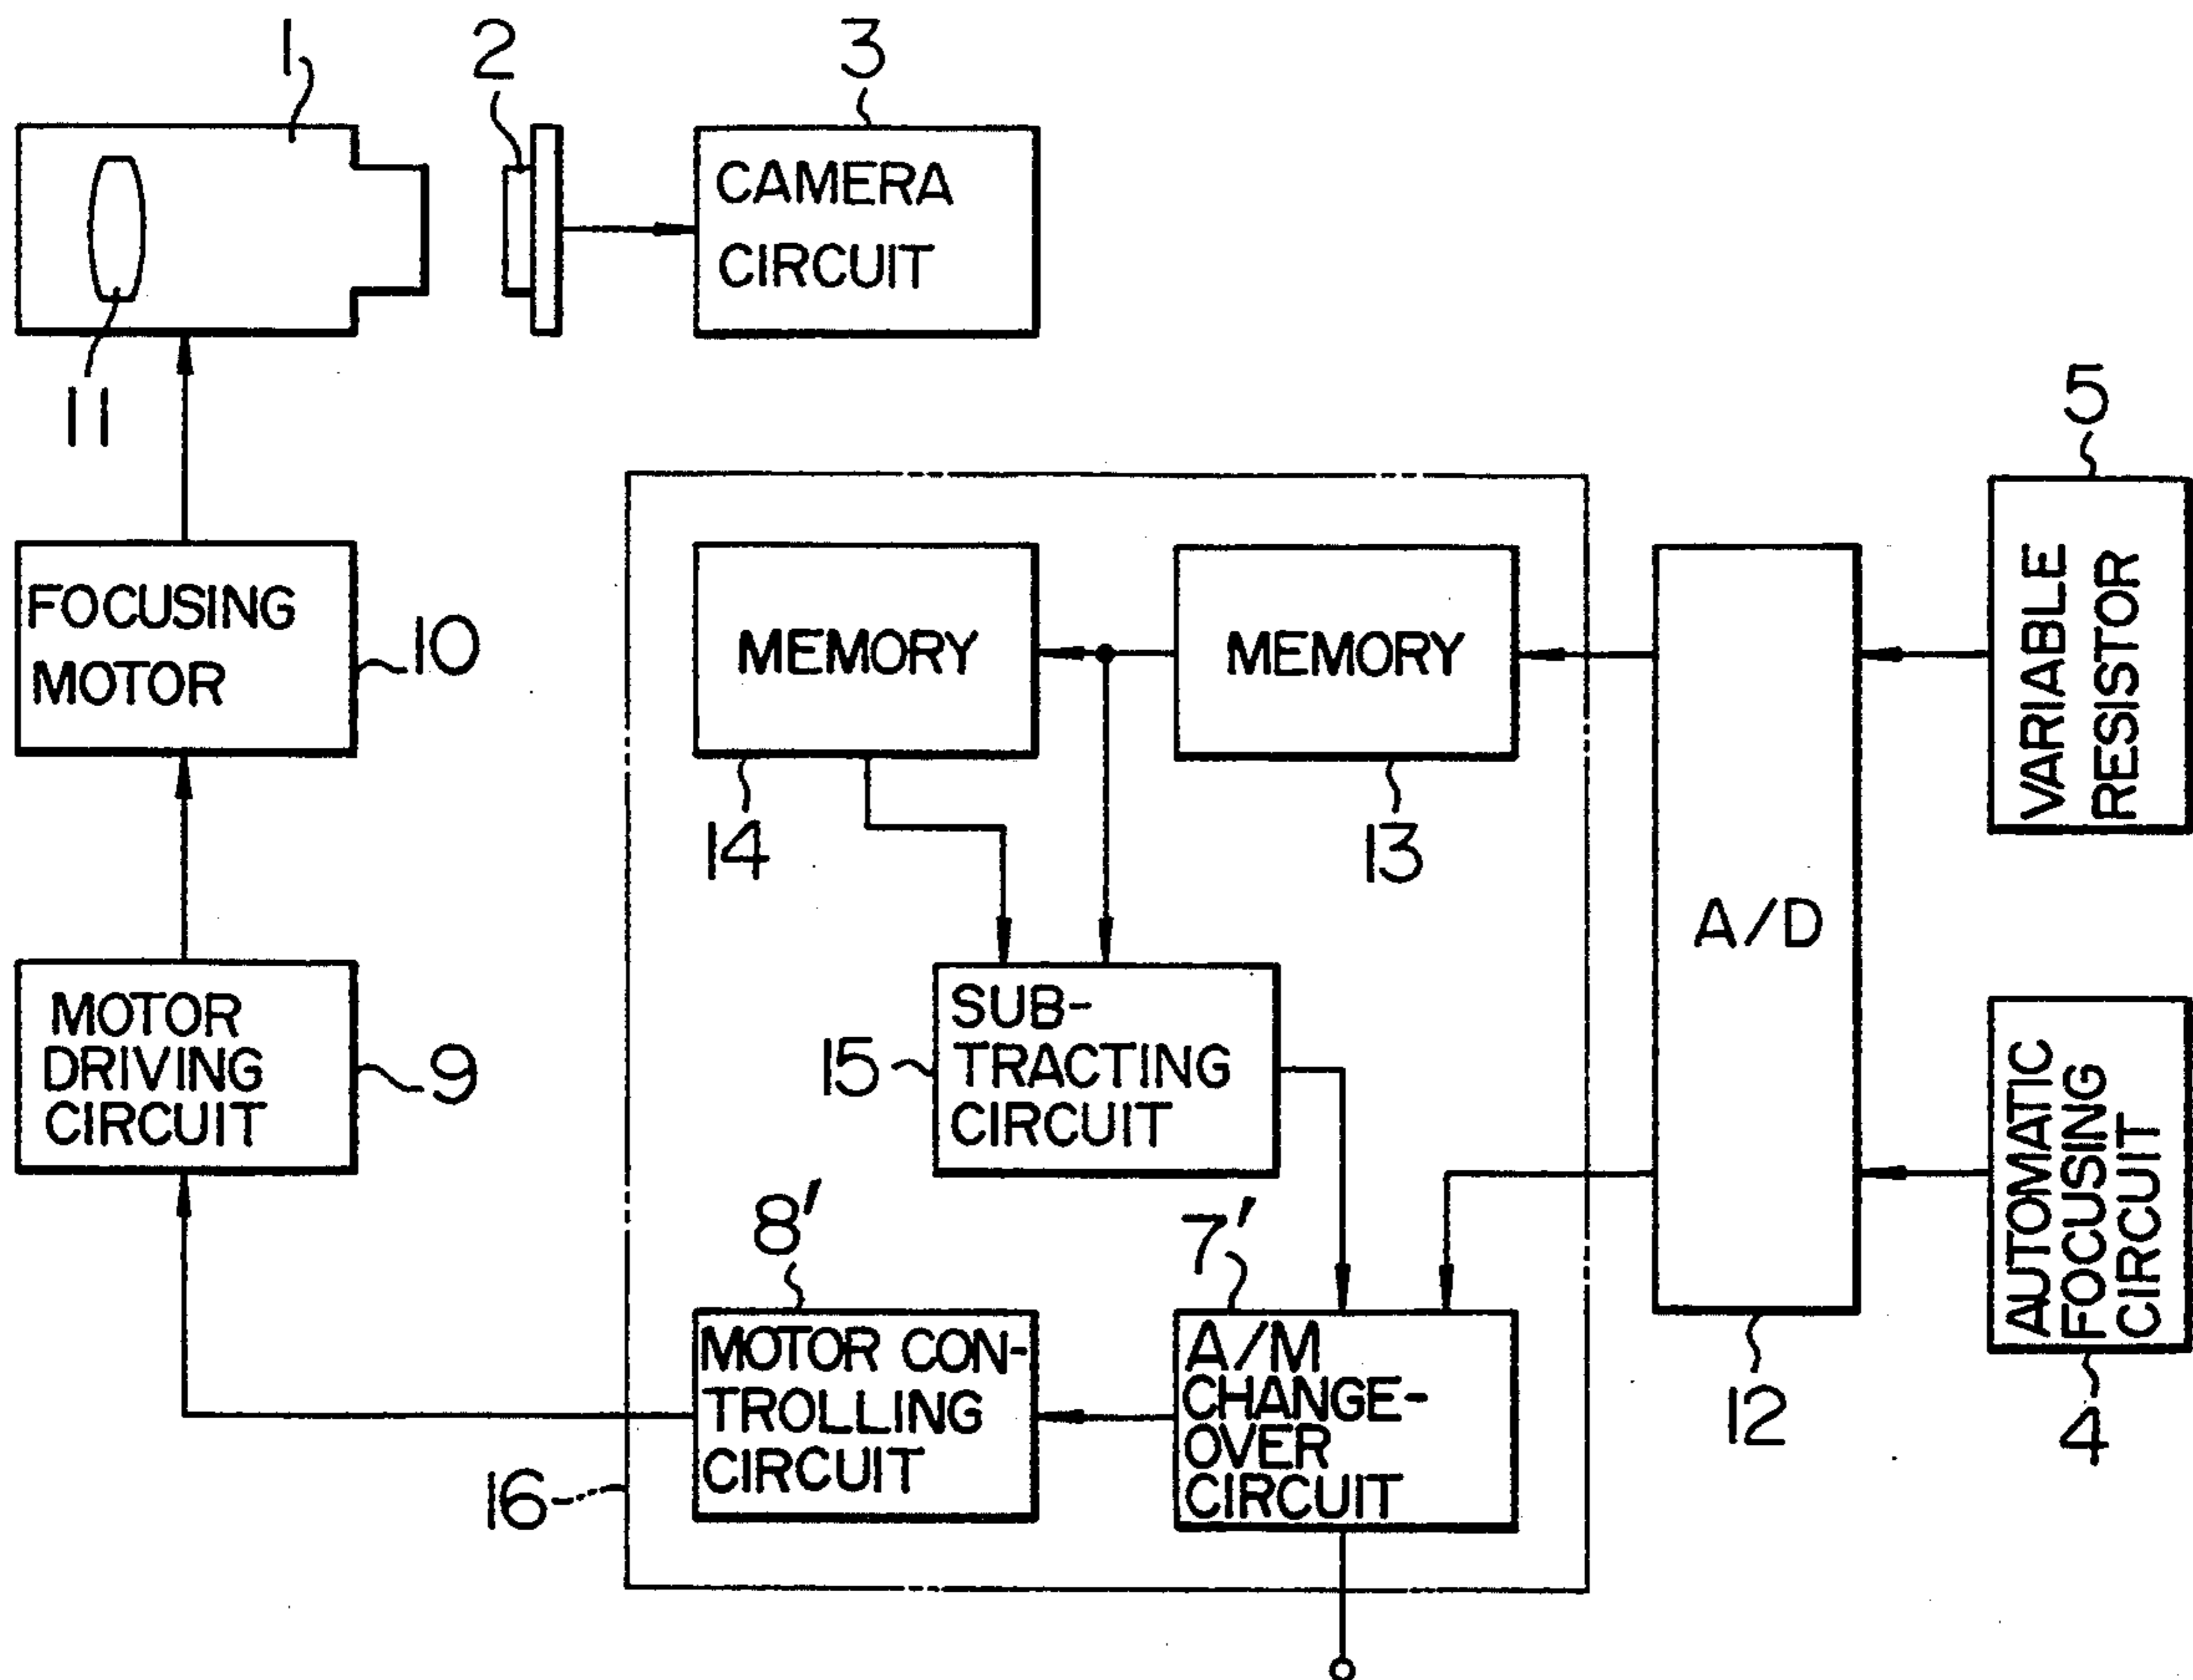 1
2
3
CAMERA
CIRCUIT
11
FOCUSING
MOTOR
10
MEMORY
14
MEMORY
13
5
VARIABLE
RESISTOR
A/D
12
MOTOR
DRIVING
CIRCUIT
9
15
SUB-
TRACTING
CIRCUIT
AUTOMATIC
FOCUSING
CIRCUIT
4
8'
MOTOR CON-
TROLLING
CIRCUIT
7'
A/M
CHANGE-
OVER
CIRCUIT
16